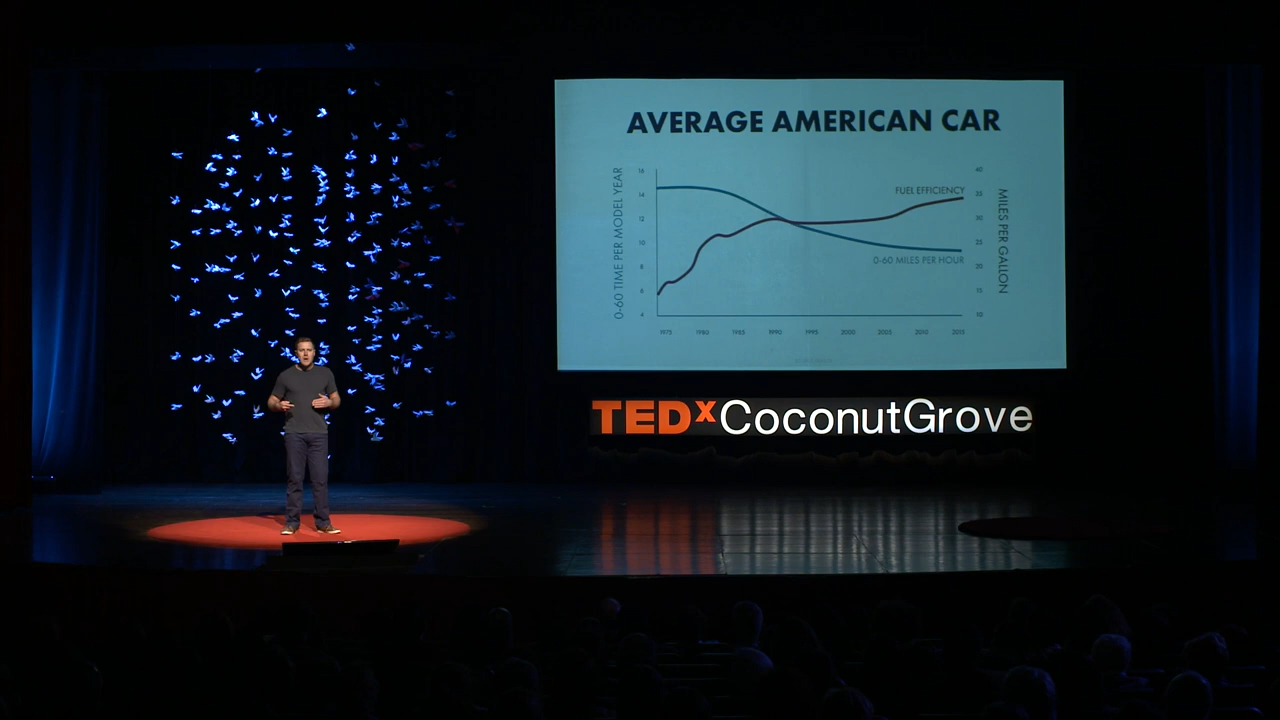 AVERAGE AMERICAN CAR
0-60 TIME PER MODEL YEAR
16
14
12
10
8
6
4
FUEL EFFICIENCY
0-60 MILES PER HOUR
40
35
30
25
20
15
10
MILES PER GALLON
1975 1980 1985 1990 1995 2000 2005 2010 2015
TEDxCoconutGrove